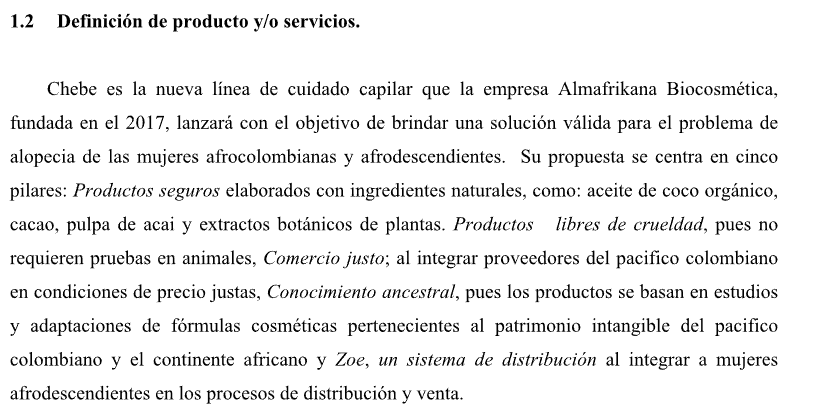 1.2 Definición de producto y/o servicios.
Chebe es la nueva línea de cuidado capilar que la empresa Almafrikana Biocosmética,
fundada en el 2017, lanzará con el objetivo de brindar una solución válida para el problema de
alopecia de las mujeres afrocolombianas y afrodescendientes. Su propuesta se centra en cinco
pilares: Productos seguros elaborados con ingredientes naturales, como: aceite de coco orgánico,
cacao, pulpa de acai y extractos botánicos de plantas. Productos libres de crueldad, pues no
requieren pruebas en animales, Comercio justo; al integrar proveedores del pacifico colombiano
en condiciones de precio justas, Conocimiento ancestral, pues los productos se basan en estudios
y adaptaciones de fórmulas cosméticas pertenecientes al patrimonio intangible del pacifico
colombiano y el continente africano y Zoe, un sistema de distribución al integrar a mujeres
afrodescendientes en los procesos de distribución y venta.